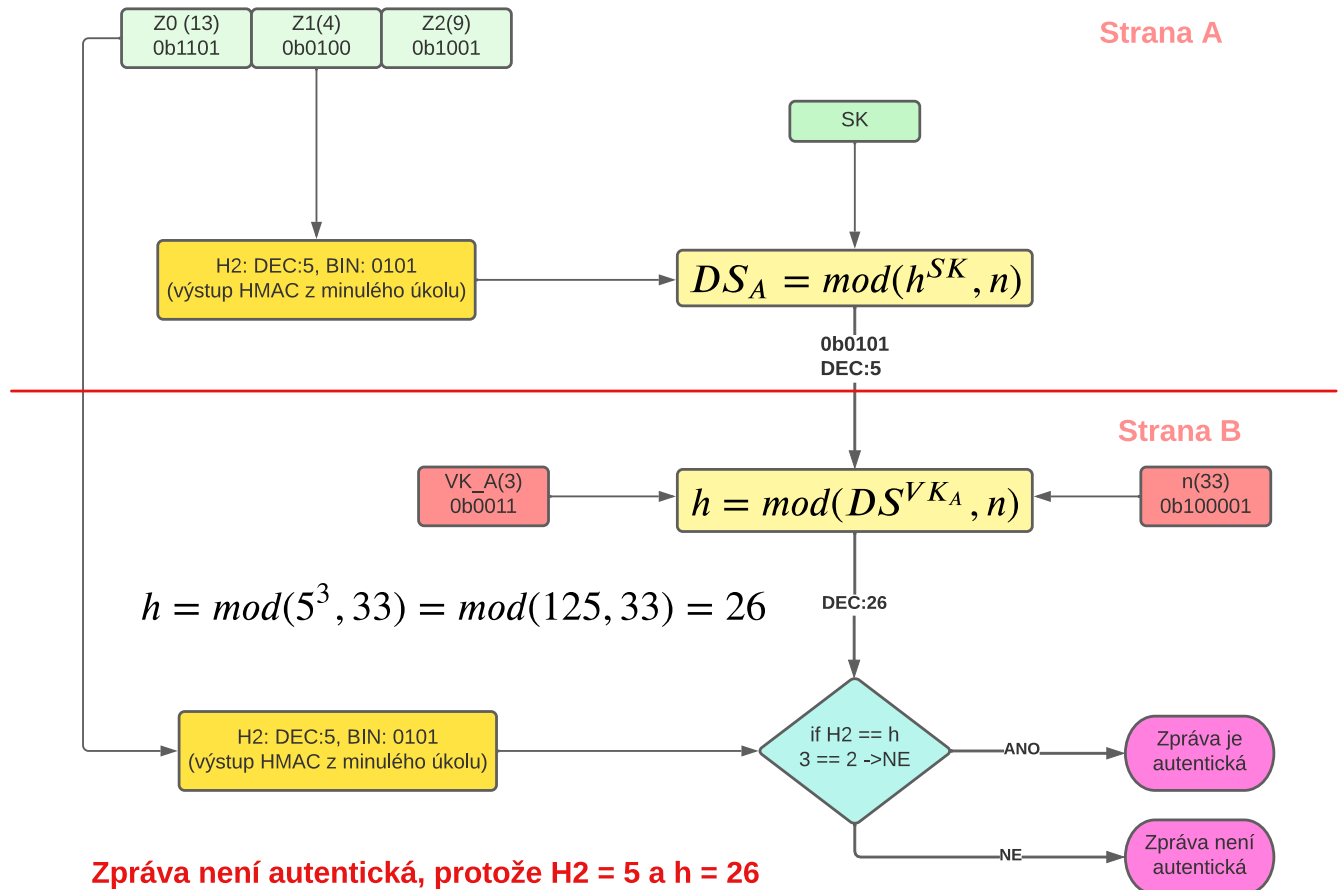 Z0 (13)
0b1101
Z1(4)
0b0100
Z2(9)
0b1001
Strana A
SK
H2: DEC:5, BIN: 0101
(výstup HMAC z minulého úkolu)
DS_A = mod(h^{SK}, n)
0b0101
DEC:5
Strana B
VK_A(3)
0b0011
h = mod(DS^{VK_A}, n)
n(33)
0b100001
h = mod(5^3, 33) = mod(125, 33) = 26
DEC:26
H2: DEC:5, BIN: 0101
(výstup HMAC z minulého úkolu)
if H2 == h
3 == 2 ->NE
ANO
Zpráva je
autentická
NE
Zpráva není
autentická
Zpráva není autentická, protože H2 = 5 a h = 26